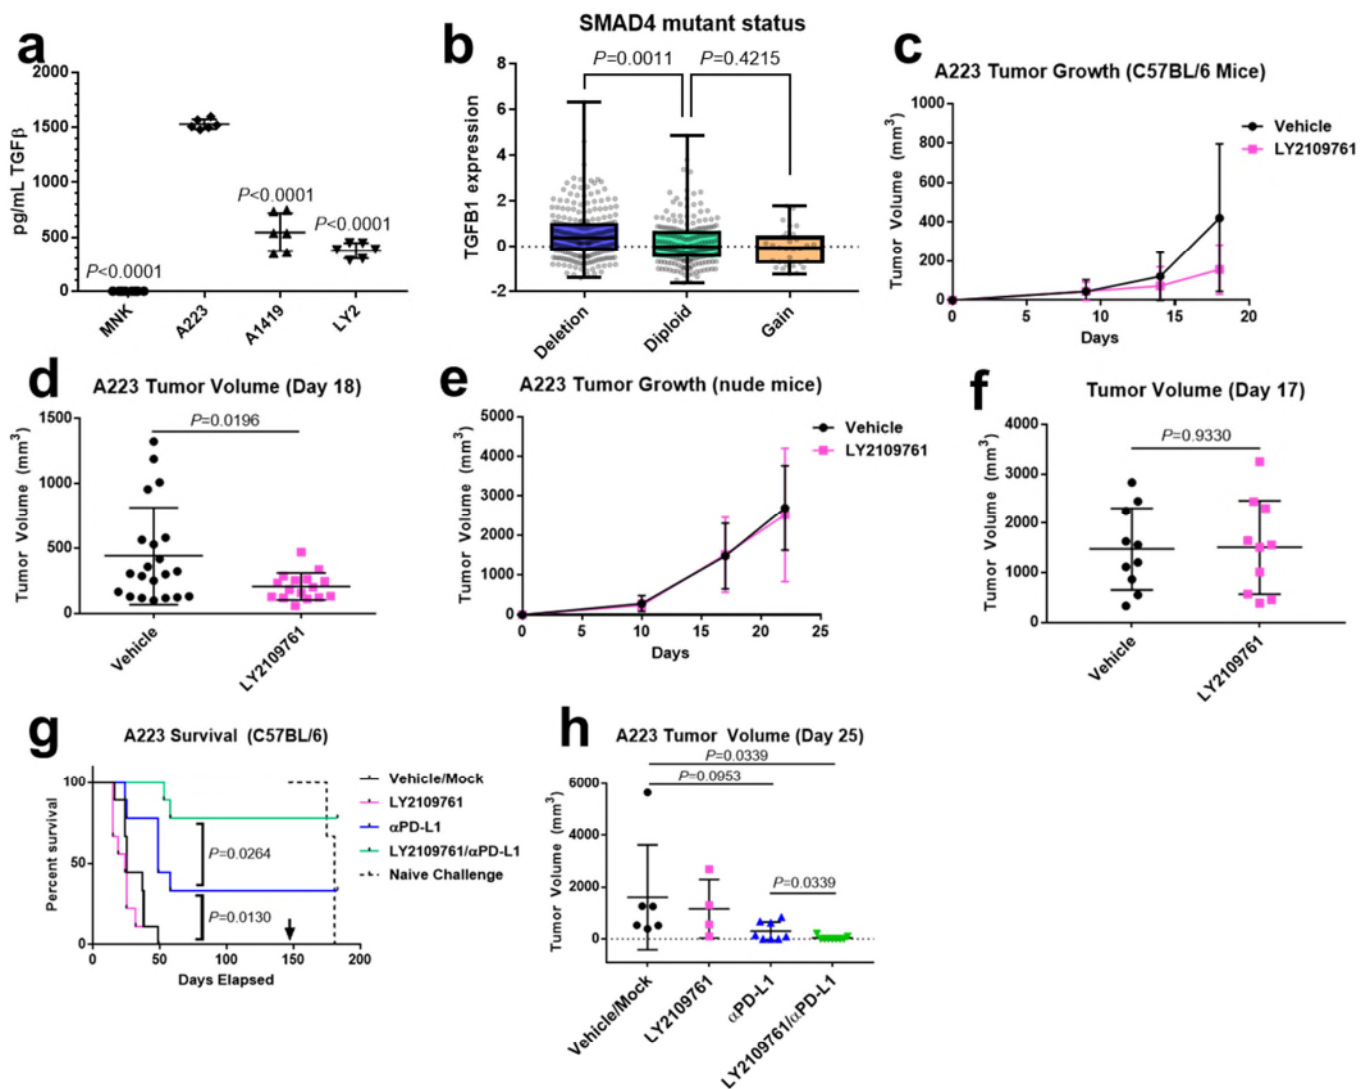 a
2000
1500
1000
500
0
pg/mL TGFβ
P<0.0001
P<0.0001
P<0.0001
MNK
A223
A1419
LY2
b
SMAD4 mutant status
P=0.0011
P=0.4215
8
6
4
2
0
-2
TGFB1 expression
Deletion
Diploid
Gain
c
A223 Tumor Growth (C57BL/6 Mice)
1000
800
600
400
200
0
Tumor Volume (mm³)
Vehicle
LY2109761
0
5
10
15
20
Days
d
A223 Tumor Volume (Day 18)
P=0.0196
1500
1000
500
0
Tumor Volume (mm³)
Vehicle
LY2109761
e
A223 Tumor Growth (nude mice)
5000
4000
3000
2000
1000
0
Tumor Volume (mm³)
Vehicle
LY2109761
0
5
10
15
20
25
Days
f
Tumor Volume (Day 17)
P=0.9330
4000
3000
2000
1000
0
Tumor Volume (mm³)
Vehicle
LY2109761
g
A223 Survival (C57BL/6)
100
50
0
Percent survival
Vehicle/Mock
LY2109761
αPD-L1
LY2109761/αPD-L1
Naive Challenge
P=0.0264
P=0.0130
0
50
100
150
200
Days Elapsed
h
A223 Tumor Volume (Day 25)
P=0.0339
P=0.0953
P=0.0339
6000
4000
2000
0
Tumor Volume (mm³)
Vehicle/Mock
LY2109761
αPD-L1
LY2109761/αPD-L1